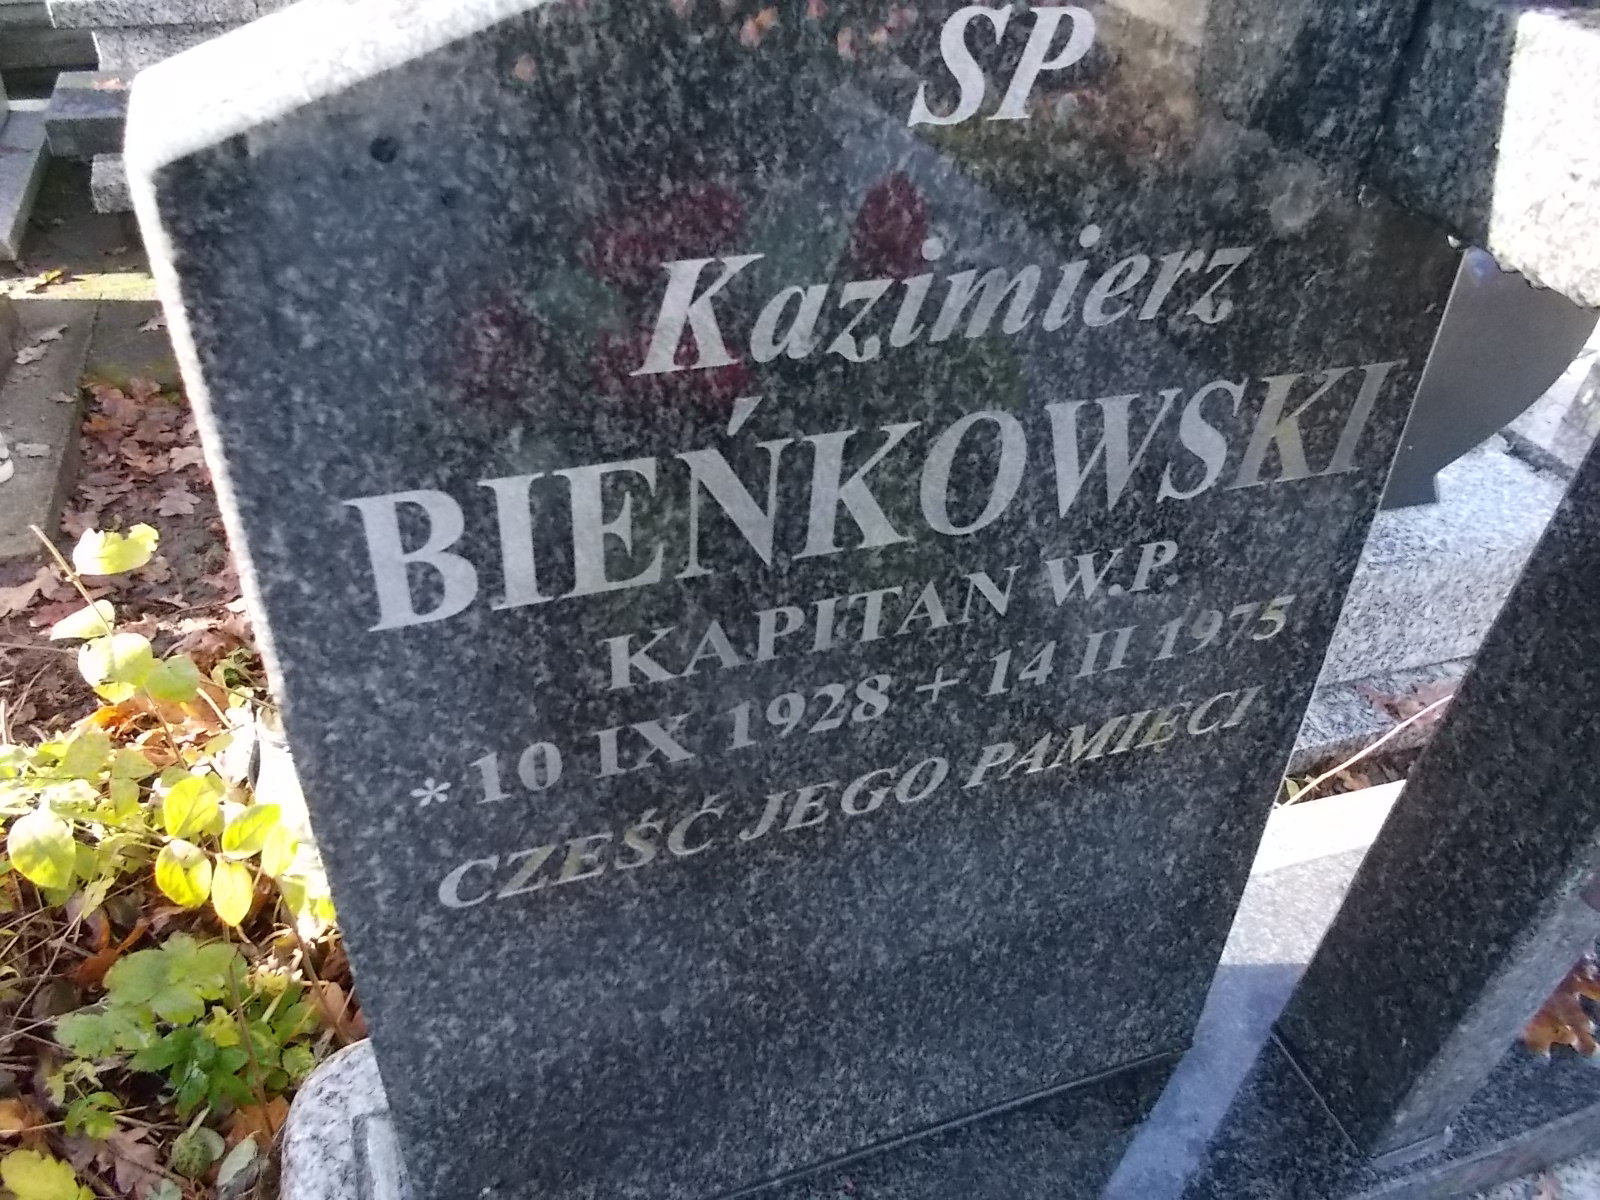 SP
Kazimierz
BIEŃKOWSKI
KAPITAN W.P.
* 10 IX 1928 + 14 II 1975
CZEŚĆ JEGO PAMIĘCI